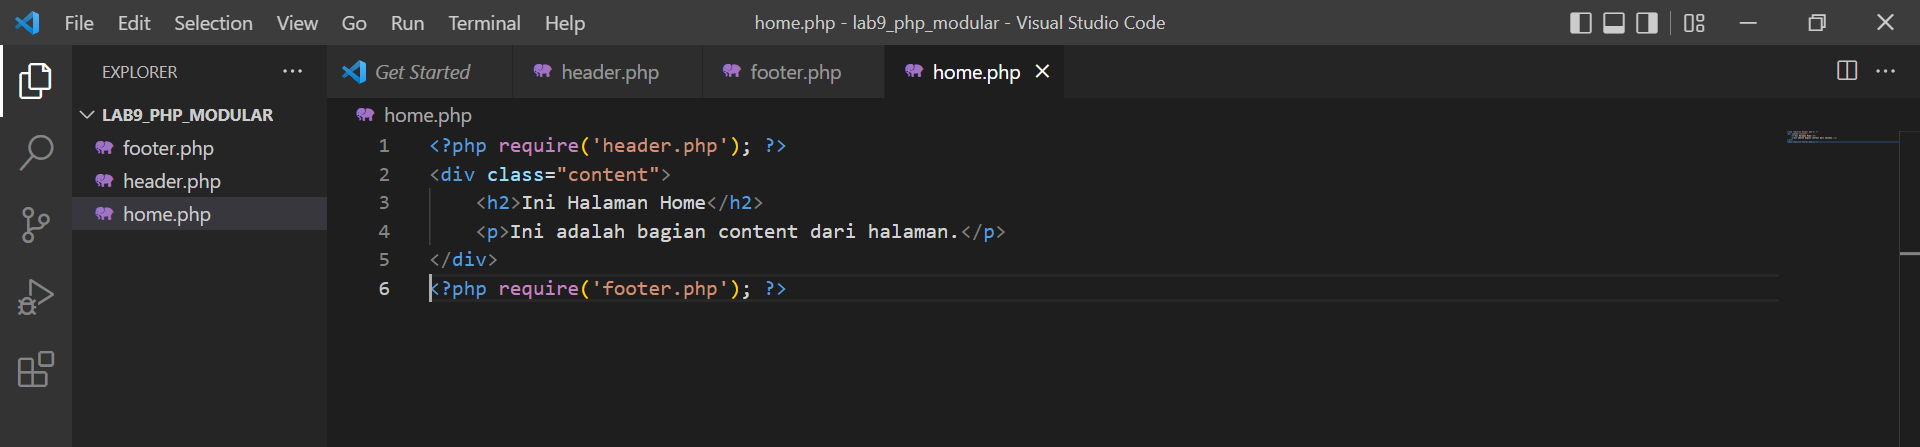 File Edit Selection View Go Run Terminal Help home.php - lab9_php_modular - Visual Studio Code
EXPLORER
LAB9_PHP_MODULAR
footer.php
header.php
home.php
Get Started header.php footer.php home.php
home.php
1 <?php require('header.php'); ?>
2 <div class="content">
3     <h2>Ini Halaman Home</h2>
4     <p>Ini adalah bagian content dari halaman.</p>
5 </div>
6 <?php require('footer.php'); ?>